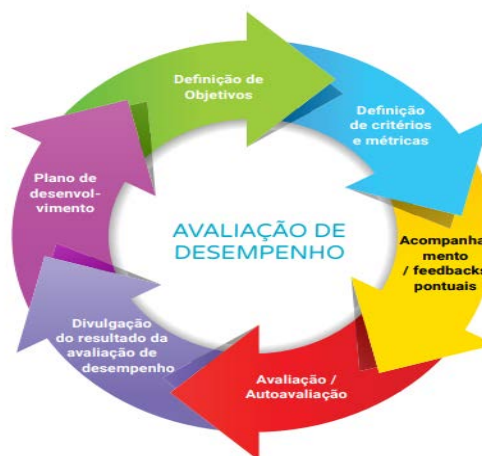 Definição de
Objetivos
Definição
de critérios
e métricas
Acompanha
mento
/ feedbacks
pontuais
Avaliação /
Autoavaliação
Divulgação
do resultado da
avaliação de
desempenho
Plano de
desenvol-
vimento
AVALIAÇÃO DE
DESEMPENHO